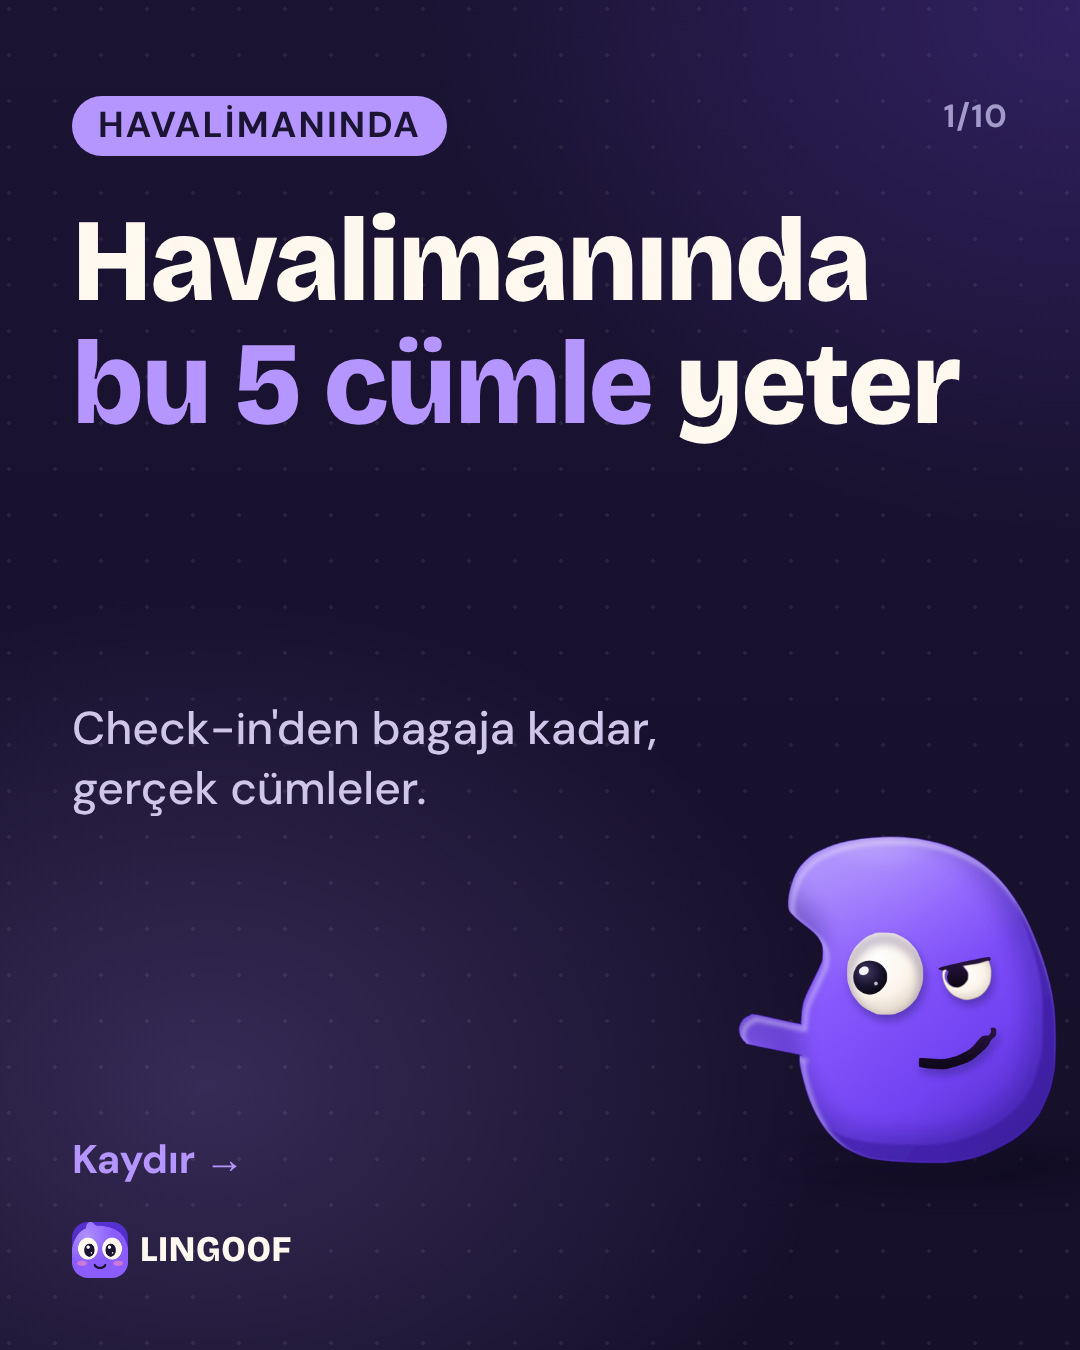 HAVALİMANINDA
1/10
Havalimanında
bu 5 cümle yeter
Check-in'den bagaja kadar,
gerçek cümleler.
Kaydır →
LINGOOF